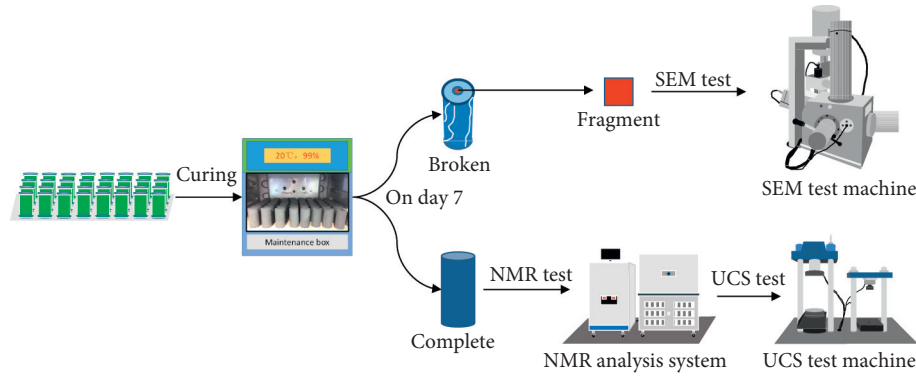 Curing
20℃, 99%
Maintenance box
On day 7
Broken
Fragment
SEM test
SEM test machine
Complete
NMR test
NMR analysis system
UCS test
UCS test machine